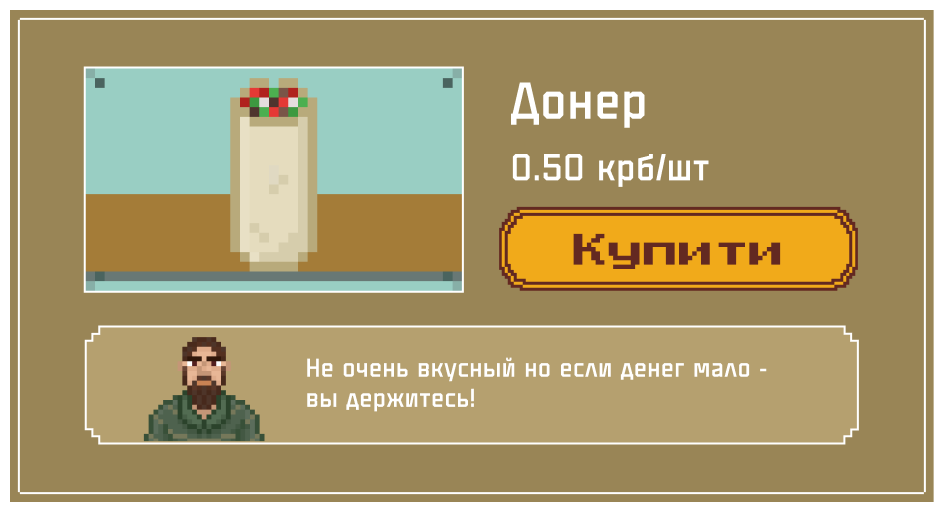 Донер
0.50 крб/шт
Купити
Не очень вкусный но если денег мало -
вы держитесь!